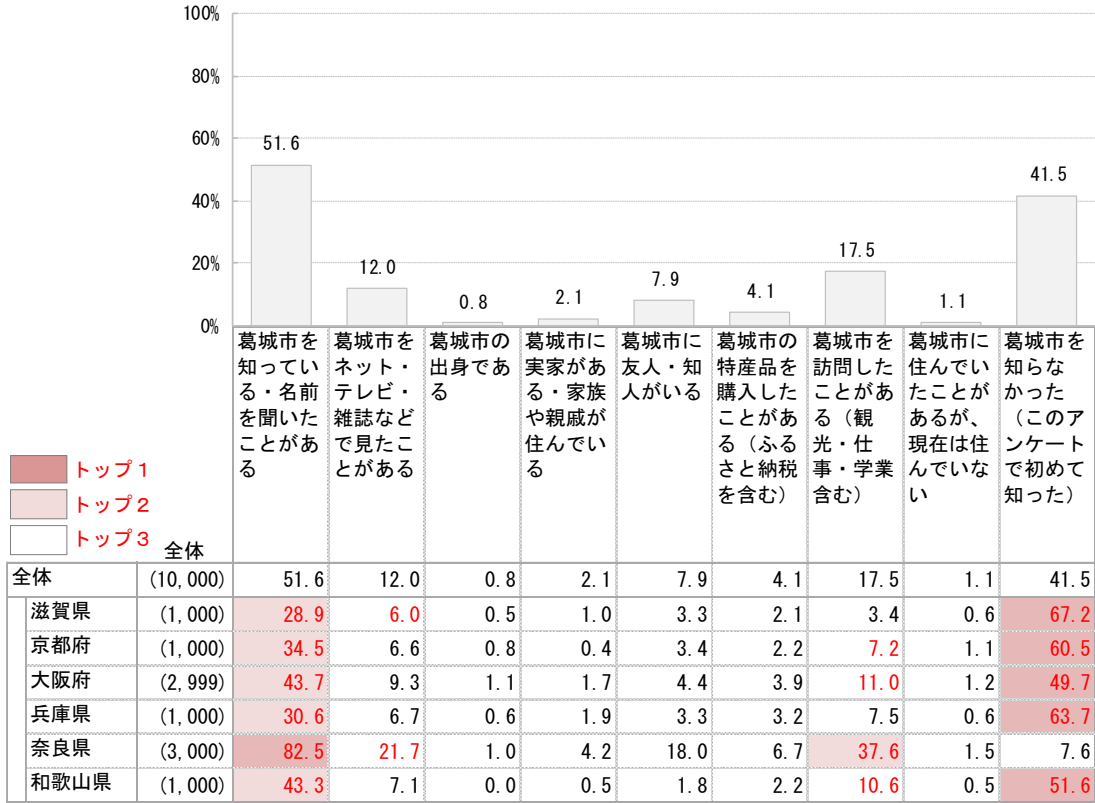 100%
80%
60%
40%
20%
0%
51.6
12.0
0.8
2.1
7.9
4.1
17.5
1.1
41.5
葛城市を
知ってい
る・名前
を聞いた
ことがあ
る
葛城市を
ネット・
テレビ・
雑誌など
で見たこ
とがある
葛城市の
出身であ
る
葛城市に
実家があ
る・家族
や親戚が
住んでい
る
葛城市に
友人・知
人がいる
葛城市の
特産品を
購入した
ことがあ
る(ふる
さと納税
を含む)
葛城市を
訪問した
ことがあ
る(観
光・仕
事・学業
含む)
葛城市に
住んでい
たことが
あるが、
現在は住
んでいな
い
葛城市を
知らな
かった
(このア
ンケート
で初めて
知った)
トップ1
トップ2
トップ3
全体
全体 (10,000) 51.6 12.0 0.8 2.1 7.9 4.1 17.5 1.1 41.5
滋賀県 (1,000) 28.9 6.0 0.5 1.0 3.3 2.1 3.4 0.6 67.2
京都府 (1,000) 34.5 6.6 0.8 0.4 3.4 2.2 7.2 1.1 60.5
大阪府 (2,999) 43.7 9.3 1.1 1.7 4.4 3.9 11.0 1.2 49.7
兵庫県 (1,000) 30.6 6.7 0.6 1.9 3.3 3.2 7.5 0.6 63.7
奈良県 (3,000) 82.5 21.7 1.0 4.2 18.0 6.7 37.6 1.5 7.6
和歌山県 (1,000) 43.3 7.1 0.0 0.5 1.8 2.2 10.6 0.5 51.6